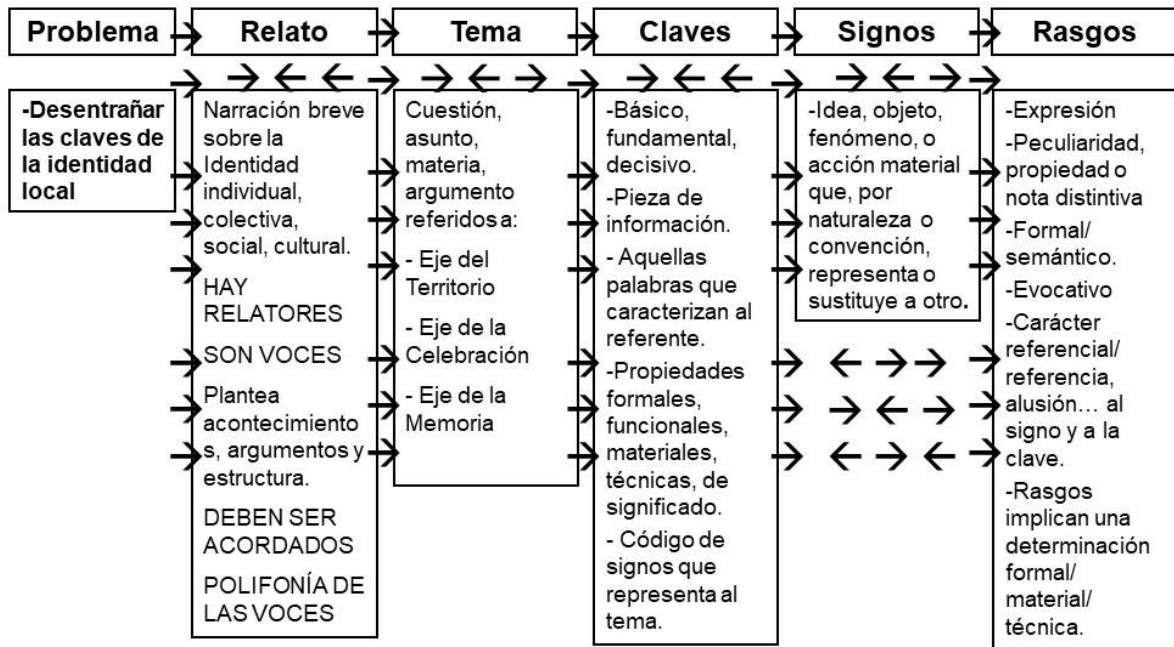 Problema
Relato
Tema
Claves
Signos
Rasgos
-Desentrañar
las claves de
la identidad
local
Narración breve
sobre la
Identidad
individual,
colectiva,
social, cultural.
HAY
RELATORES
SON VOCES
Plantea
acontecimiento
s, argumentos y
estructura.
DEBEN SER
ACORDADOS
POLIFONÍA DE
LAS VOCES
Cuestión,
asunto,
materia,
argumento
referidos a:
- Eje del
Territorio
- Eje de la
Celebración
- Eje de la
Memoria
-Básico,
fundamental,
decisivo.
-Pieza de
información.
- Aquellas
palabras que
caracterizan al
referente.
-Propiedades
formales,
funcionales,
materiales,
técnicas, de
significado.
- Código de
signos que
representa al
tema.
-Idea, objeto,
fenómeno, o
acción material
que, por
naturaleza o
convención,
representa o
sustituye a otro.
-Expresión
-Peculiaridad,
propiedad o
nota distintiva
-Formal/
semántico.
-Evocativo
-Carácter
referencial/
referencia,
alusión… al
signo y a la
clave.
-Rasgos
implican una
determinación
formal/
material/
técnica.